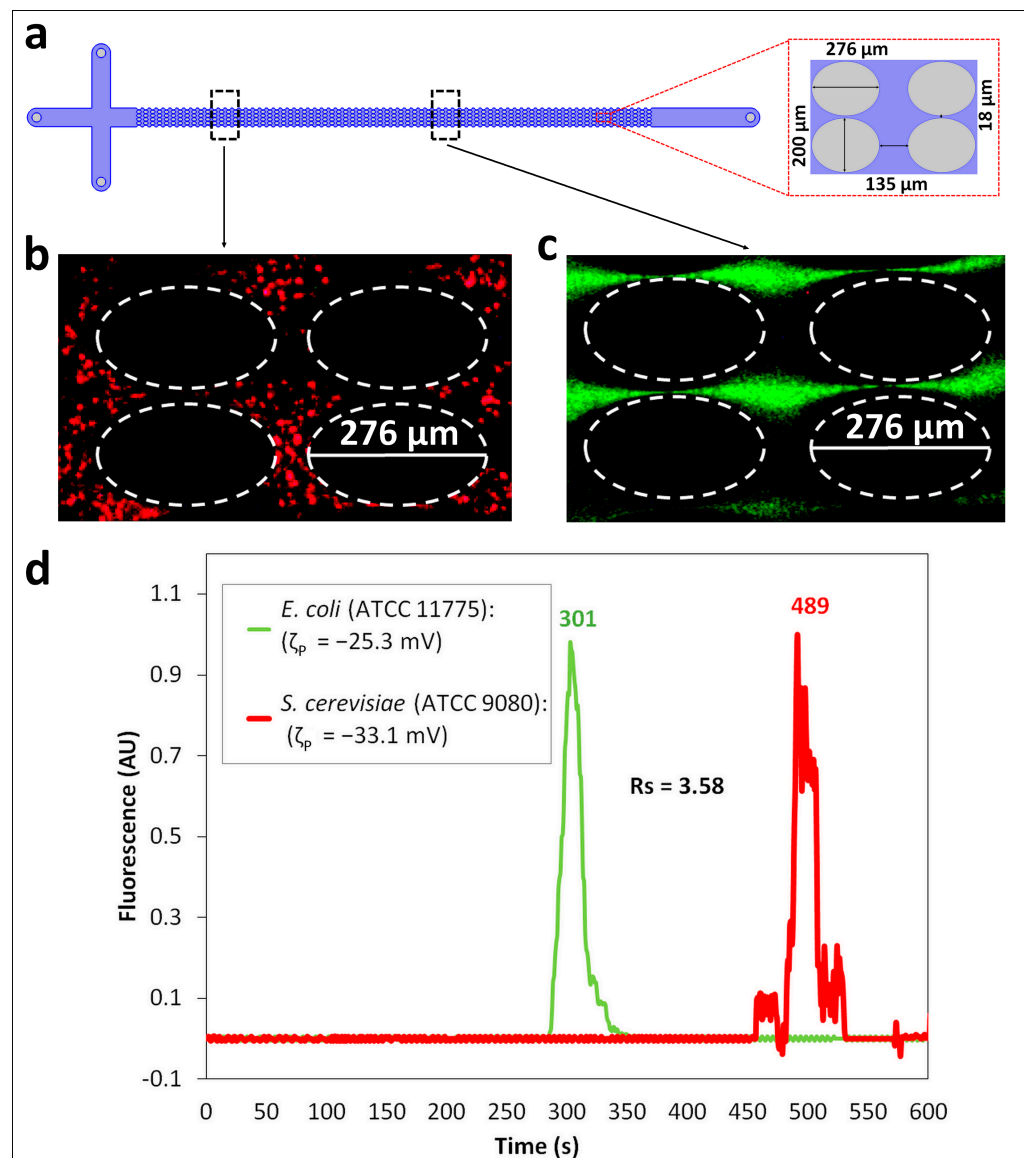 a
276 µm
200 µm
18 µm
135 µm
b
c
276 µm
276 µm
d
Fluorescence (AU)
1.1
0.9
0.7
0.5
0.3
0.1
-0.1
E. coli (ATCC 11775):
(ζP = −25.3 mV)
S. cerevisiae (ATCC 9080):
(ζP = −33.1 mV)
301
489
Rs = 3.58
0 50 100 150 200 250 300 350 400 450 500 550 600
Time (s)